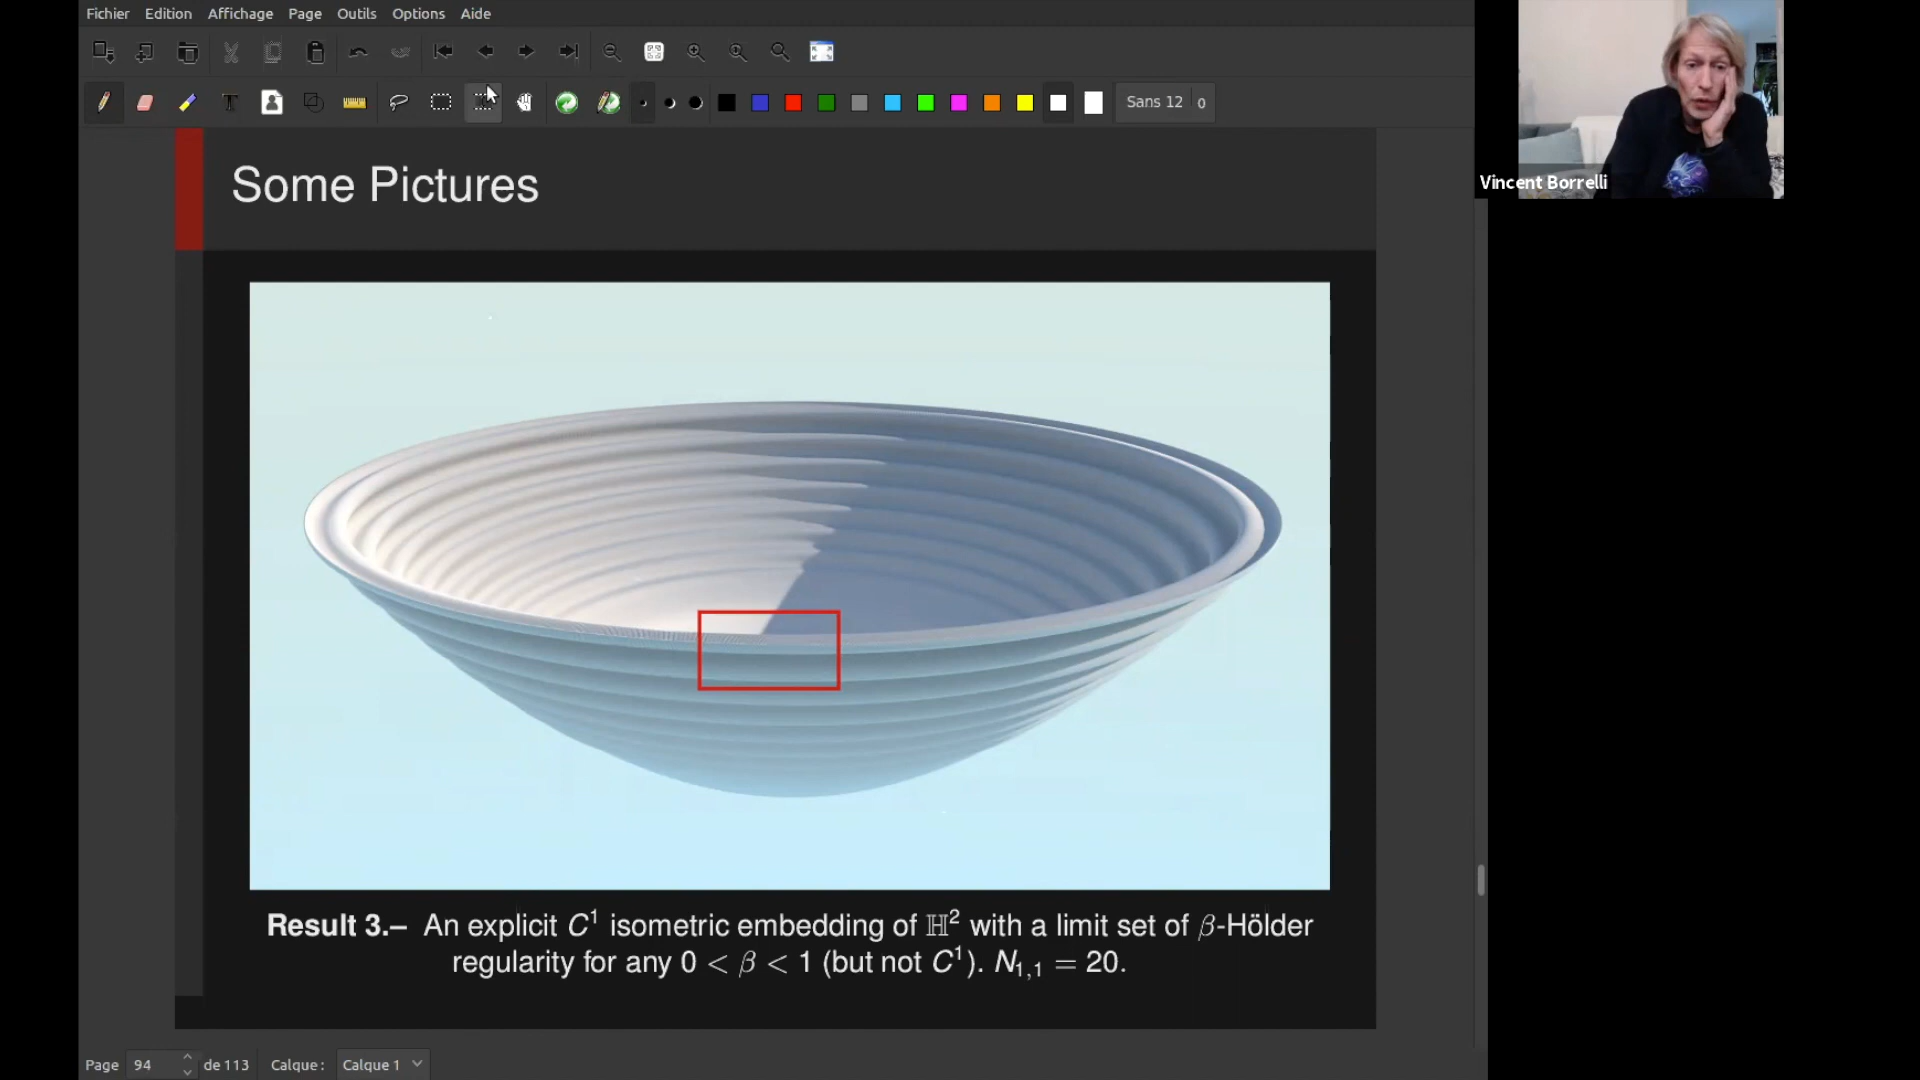 Fichier Edition Affichage Page Outils Options Aide
Sans 12 0
Vincent Borrelli
Some Pictures
Result 3.– An explicit C¹ isometric embedding of ℍ² with a limit set of β-Hölder
regularity for any 0 < β < 1 (but not C¹). N₁,₁ = 20.
Page 94 de 113 Calque : Calque 1